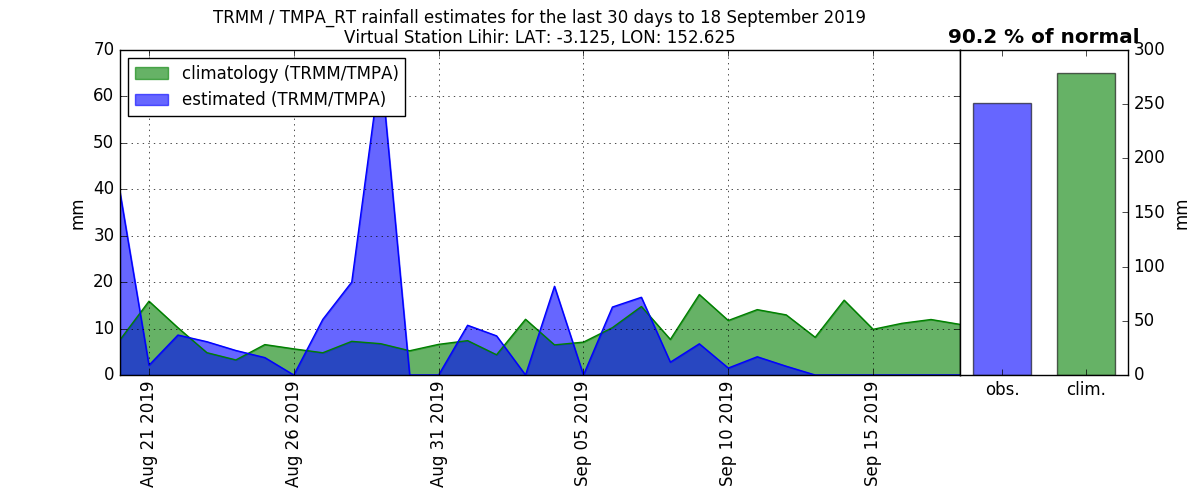 TRMM / TMPA_RT rainfall estimates for the last 30 days to 18 September 2019
Virtual Station Lihir: LAT: -3.125, LON: 152.625
90.2 % of normal
climatology (TRMM/TMPA)
estimated (TRMM/TMPA)
mm
70
60
50
40
30
20
10
0
Aug 21 2019
Aug 26 2019
Aug 31 2019
Sep 05 2019
Sep 10 2019
Sep 15 2019
300
250
200
150
100
50
0
mm
obs.
clim.